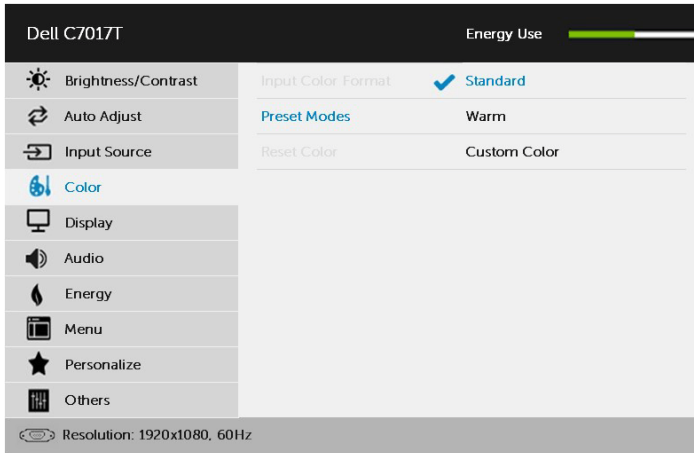 Dell C7017T Energy Use
Brightness/Contrast Input Color Format Standard
Auto Adjust Preset Modes Warm
Input Source Reset Color Custom Color
Color
Display
Audio
Energy
Menu
Personalize
Others
Resolution: 1920x1080, 60Hz